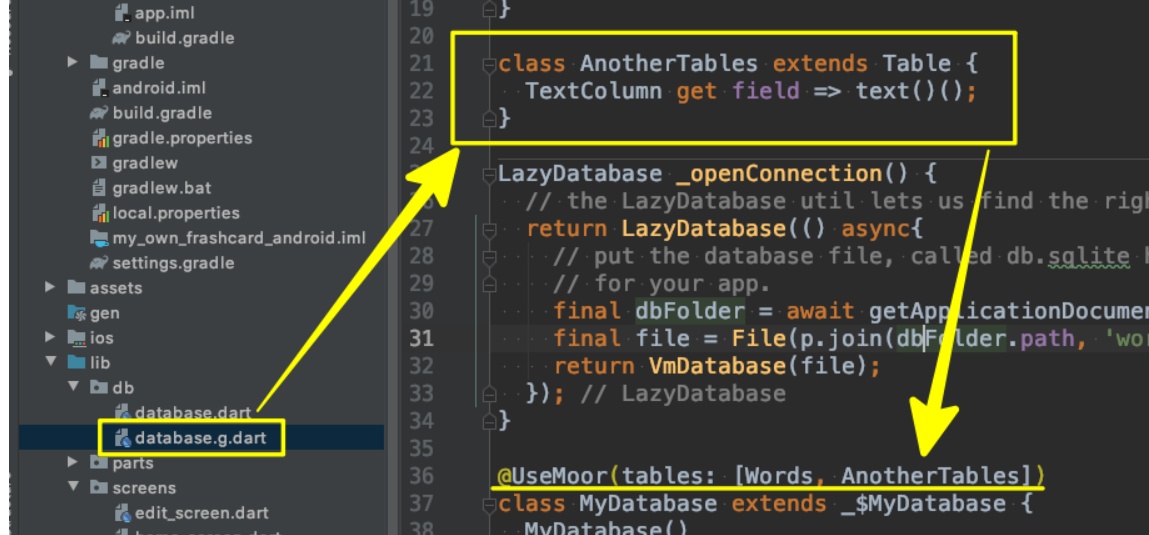 app.iml
build.gradle
gradle
android.iml
build.gradle
gradle.properties
gradlew
gradlew.bat
local.properties
my_own_frashcard_android.iml
settings.gradle
assets
gen
ios
lib
db
database.dart
database.g.dart
parts
screens
edit_screen.dart
19 }
20
21 class AnotherTables extends Table {
22 TextColumn get field => text()();
23 }
24
LazyDatabase _openConnection() {
// the LazyDatabase util lets us find the righ
27 return LazyDatabase(() async{
28 // put the database file, called db.sqlite h
29 // for your app.
30 final dbFolder = await getApplicationDocumen
31 final file = File(p.join(dbFolder.path, 'wor
32 return VmDatabase(file);
33 }); // LazyDatabase
34 }
35
36 @UseMoor(tables: [Words, AnotherTables])
37 class MyDatabase extends _$MyDatabase {
38 MyDatabase()